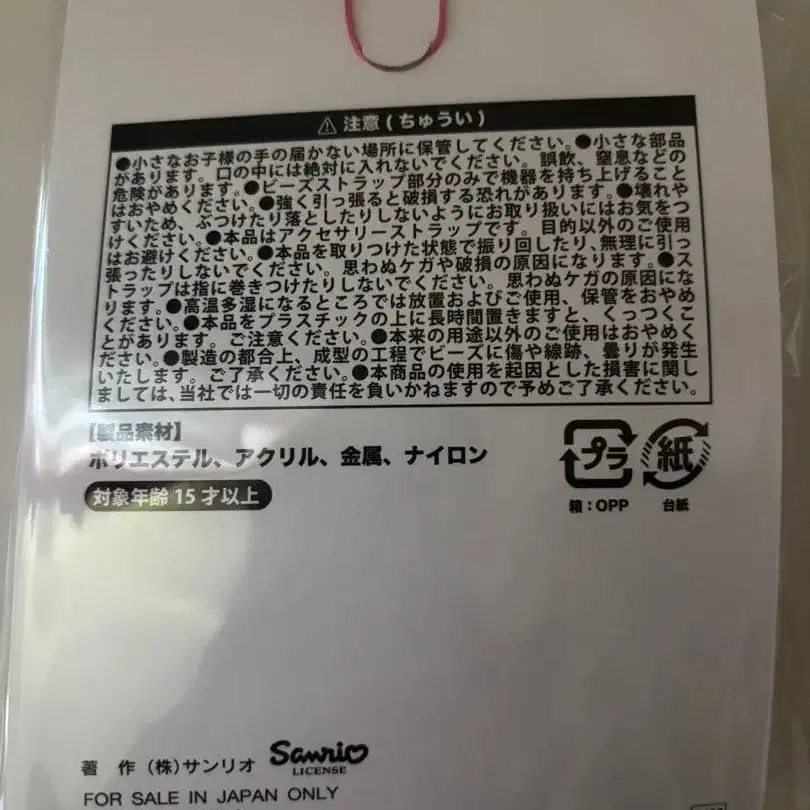 ⚠ 注意(ちゅうい)
●小さなお子様の手の届かない場所に保管してください。●小さな部品
があります。口の中には絶対に入れないでください。誤飲、窒息などの
危険があります。●ビーズストラップ部分のみで機器を持ち上げること
はおやめください。●強く引っ張ると破損する恐れがあります。●壊れや
すいため、ぶつけたり落としたりしないようにお取り扱いにはお気をつ
けください。●本品はアクセサリーストラップです。目的以外のご使用
はお避けください。●本品を取りつけた状態で振り回したり、無理に引っ
張ったりしないでください。思わぬケガや破損の原因になります。●ス
トラップは指に巻きつけたりしないでください。思わぬケガの原因にな
ります。●高温多湿になるところでは放置およびご使用、保管をおやめ
ください。●本品をプラスチックの上に長時間置きますと、くっつくこ
とがあります。ご注意ください。●本来の用途以外のご使用はおやめく
ださい。●製造の都合上、成型の工程でビーズに傷や線跡、曇りが発生
いたします。ご了承ください。●本商品の使用を起因とした損害に関し
ましては、当社では一切の責任を負いかねますので予めご了承ください。
【製品素材】
ポリエステル、アクリル、金属、ナイロン
対象年齢15才以上
プラ 紙
箱:OPP 台紙
著 作 (株)サンリオ Sanrio
LICENSE
FOR SALE IN JAPAN ONLY